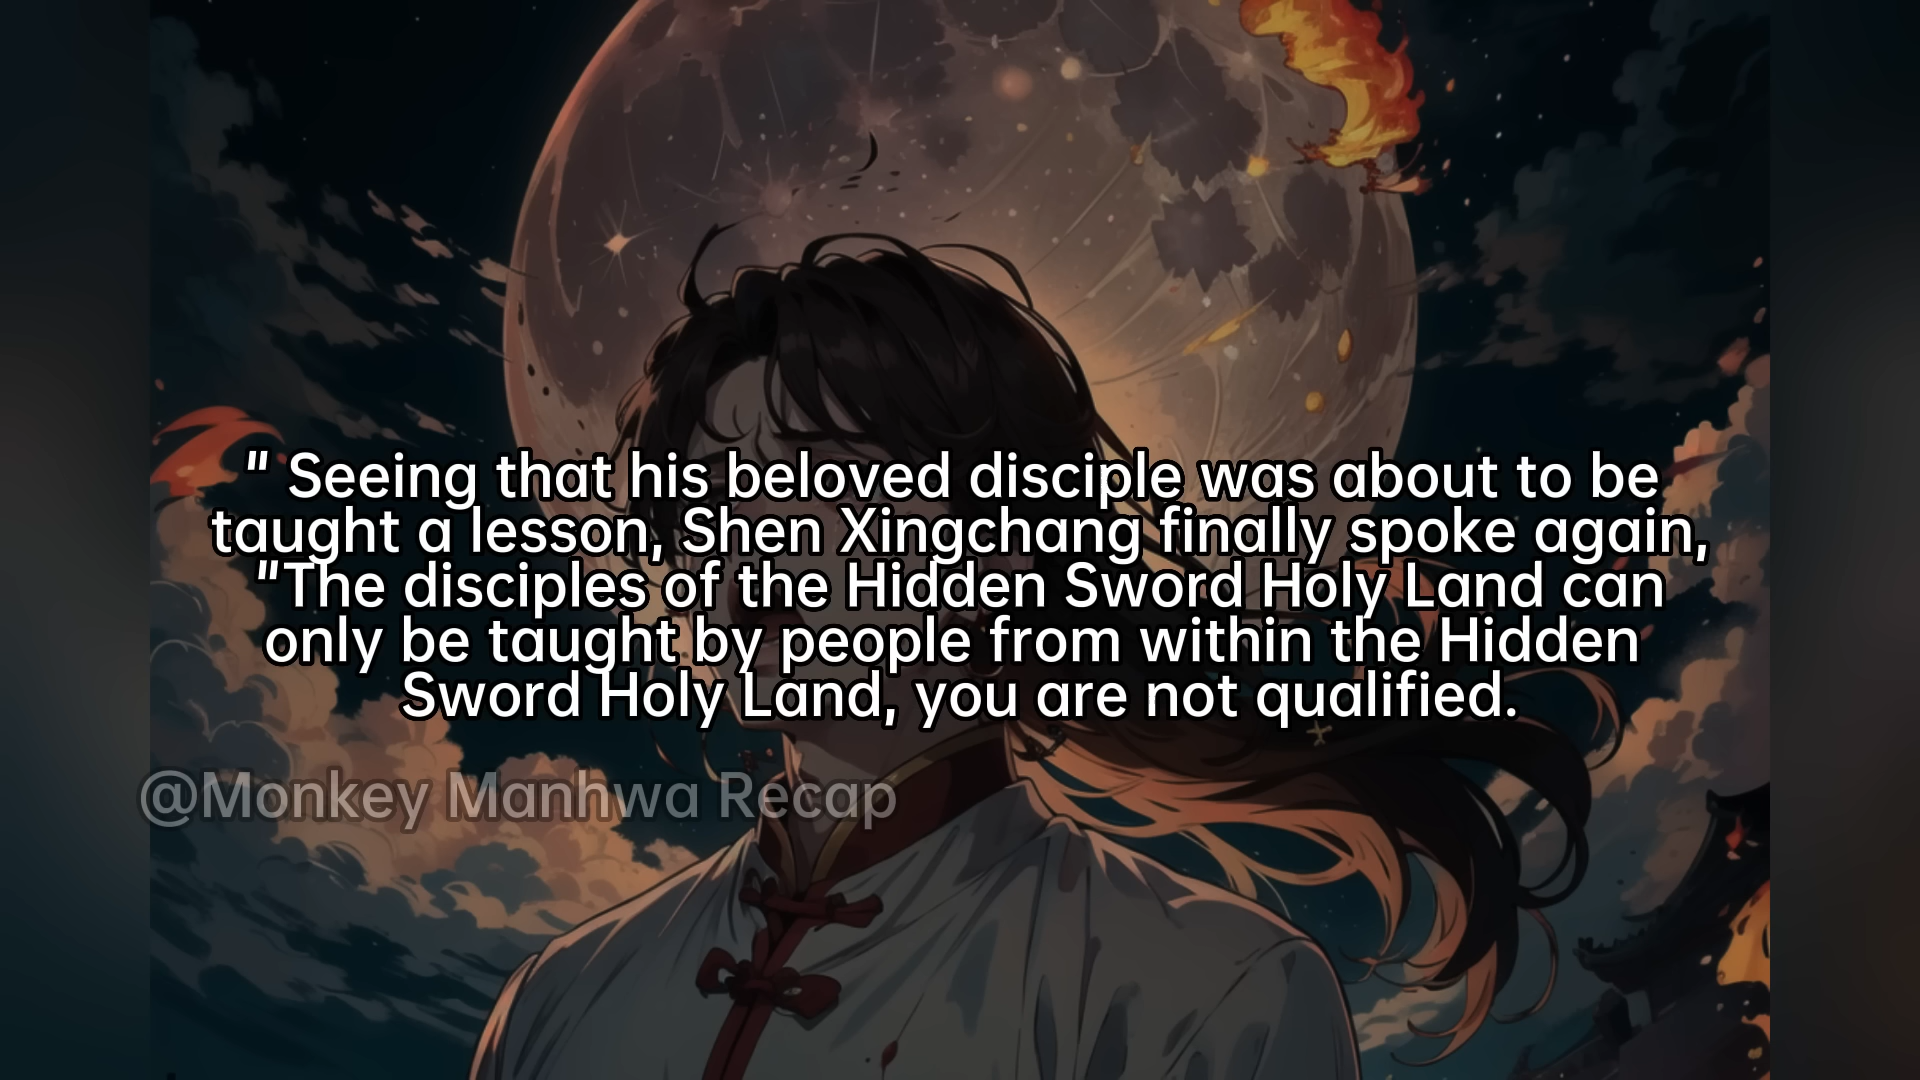 " Seeing that his beloved disciple was about to be
taught a lesson, Shen Xingchang finally spoke again,
"The disciples of the Hidden Sword Holy Land can
only be taught by people from within the Hidden
Sword Holy Land, you are not qualified.
@Monkey Manhwa Recap